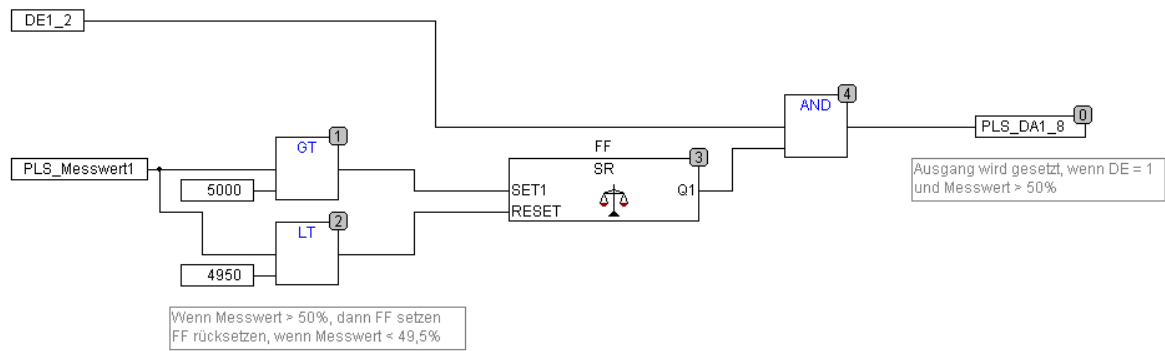 DE1_2
AND
4
PLS_DA1_8
0
GT
1
FF
3
SR
PLS_Messwert1
5000
SET1
Q1
RESET
LT
2
4950
Ausgang wird gesetzt, wenn DE = 1
und Messwert > 50%
Wenn Messwert > 50%, dann FF setzen
FF rücksetzen, wenn Messwert < 49,5%